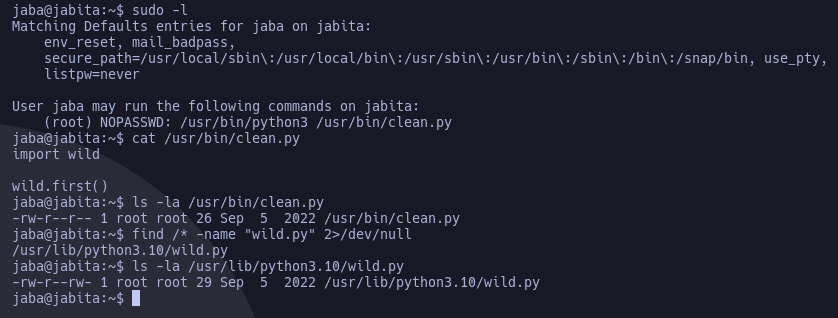 jaba@jabita:~$ sudo -l
Matching Defaults entries for jaba on jabita:
    env_reset, mail_badpass,
    secure_path=/usr/local/sbin\:/usr/local/bin\:/usr/sbin\:/usr/bin\:/sbin\:/bin\:/snap/bin, use_pty,
    listpw=never

User jaba may run the following commands on jabita:
    (root) NOPASSWD: /usr/bin/python3 /usr/bin/clean.py
jaba@jabita:~$ cat /usr/bin/clean.py
import wild

wild.first()
jaba@jabita:~$ ls -la /usr/bin/clean.py
-rw-r--r-- 1 root root 26 Sep  5  2022 /usr/bin/clean.py
jaba@jabita:~$ find /* -name "wild.py" 2>/dev/null
/usr/lib/python3.10/wild.py
jaba@jabita:~$ ls -la /usr/lib/python3.10/wild.py
-rw-r--rw- 1 root root 29 Sep  5  2022 /usr/lib/python3.10/wild.py
jaba@jabita:~$